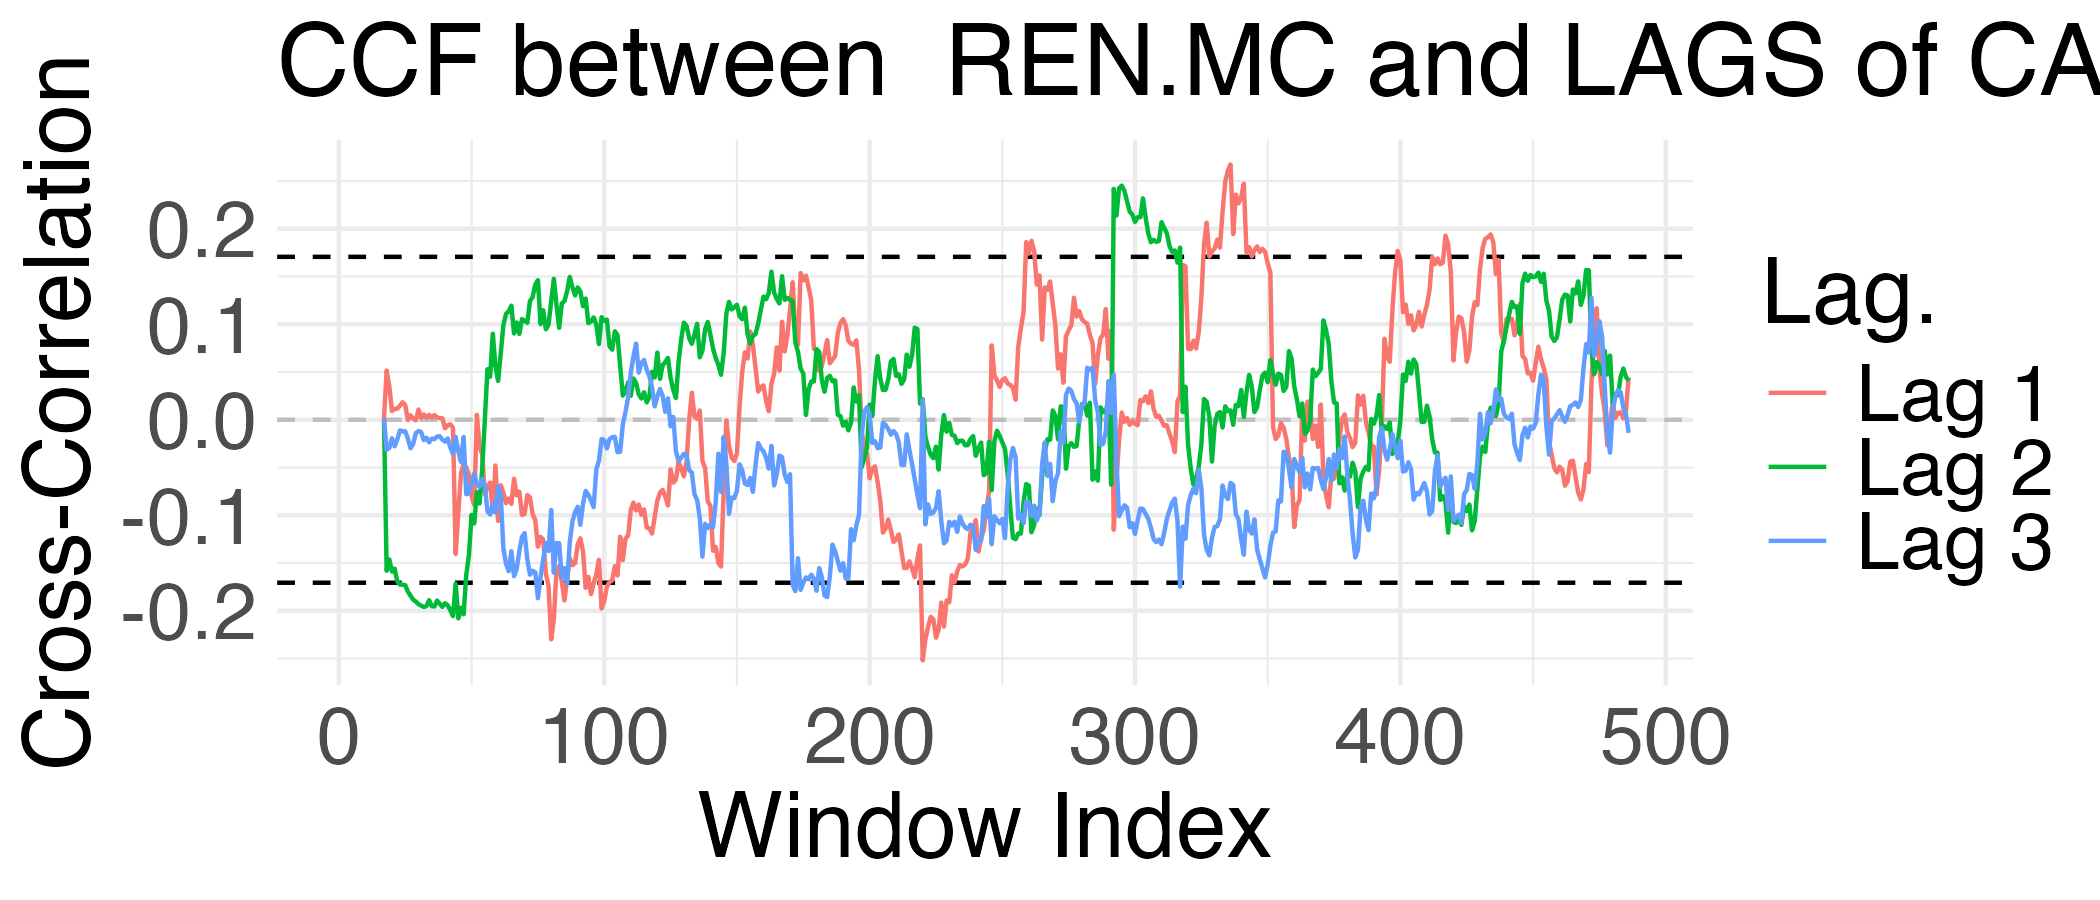 CCF between  REN.MC and LAGS of CA
Cross-Correlation
0.2
0.1
0.0
-0.1
-0.2
0 100 200 300 400 500
Window Index
Lag.
Lag 1
Lag 2
Lag 3